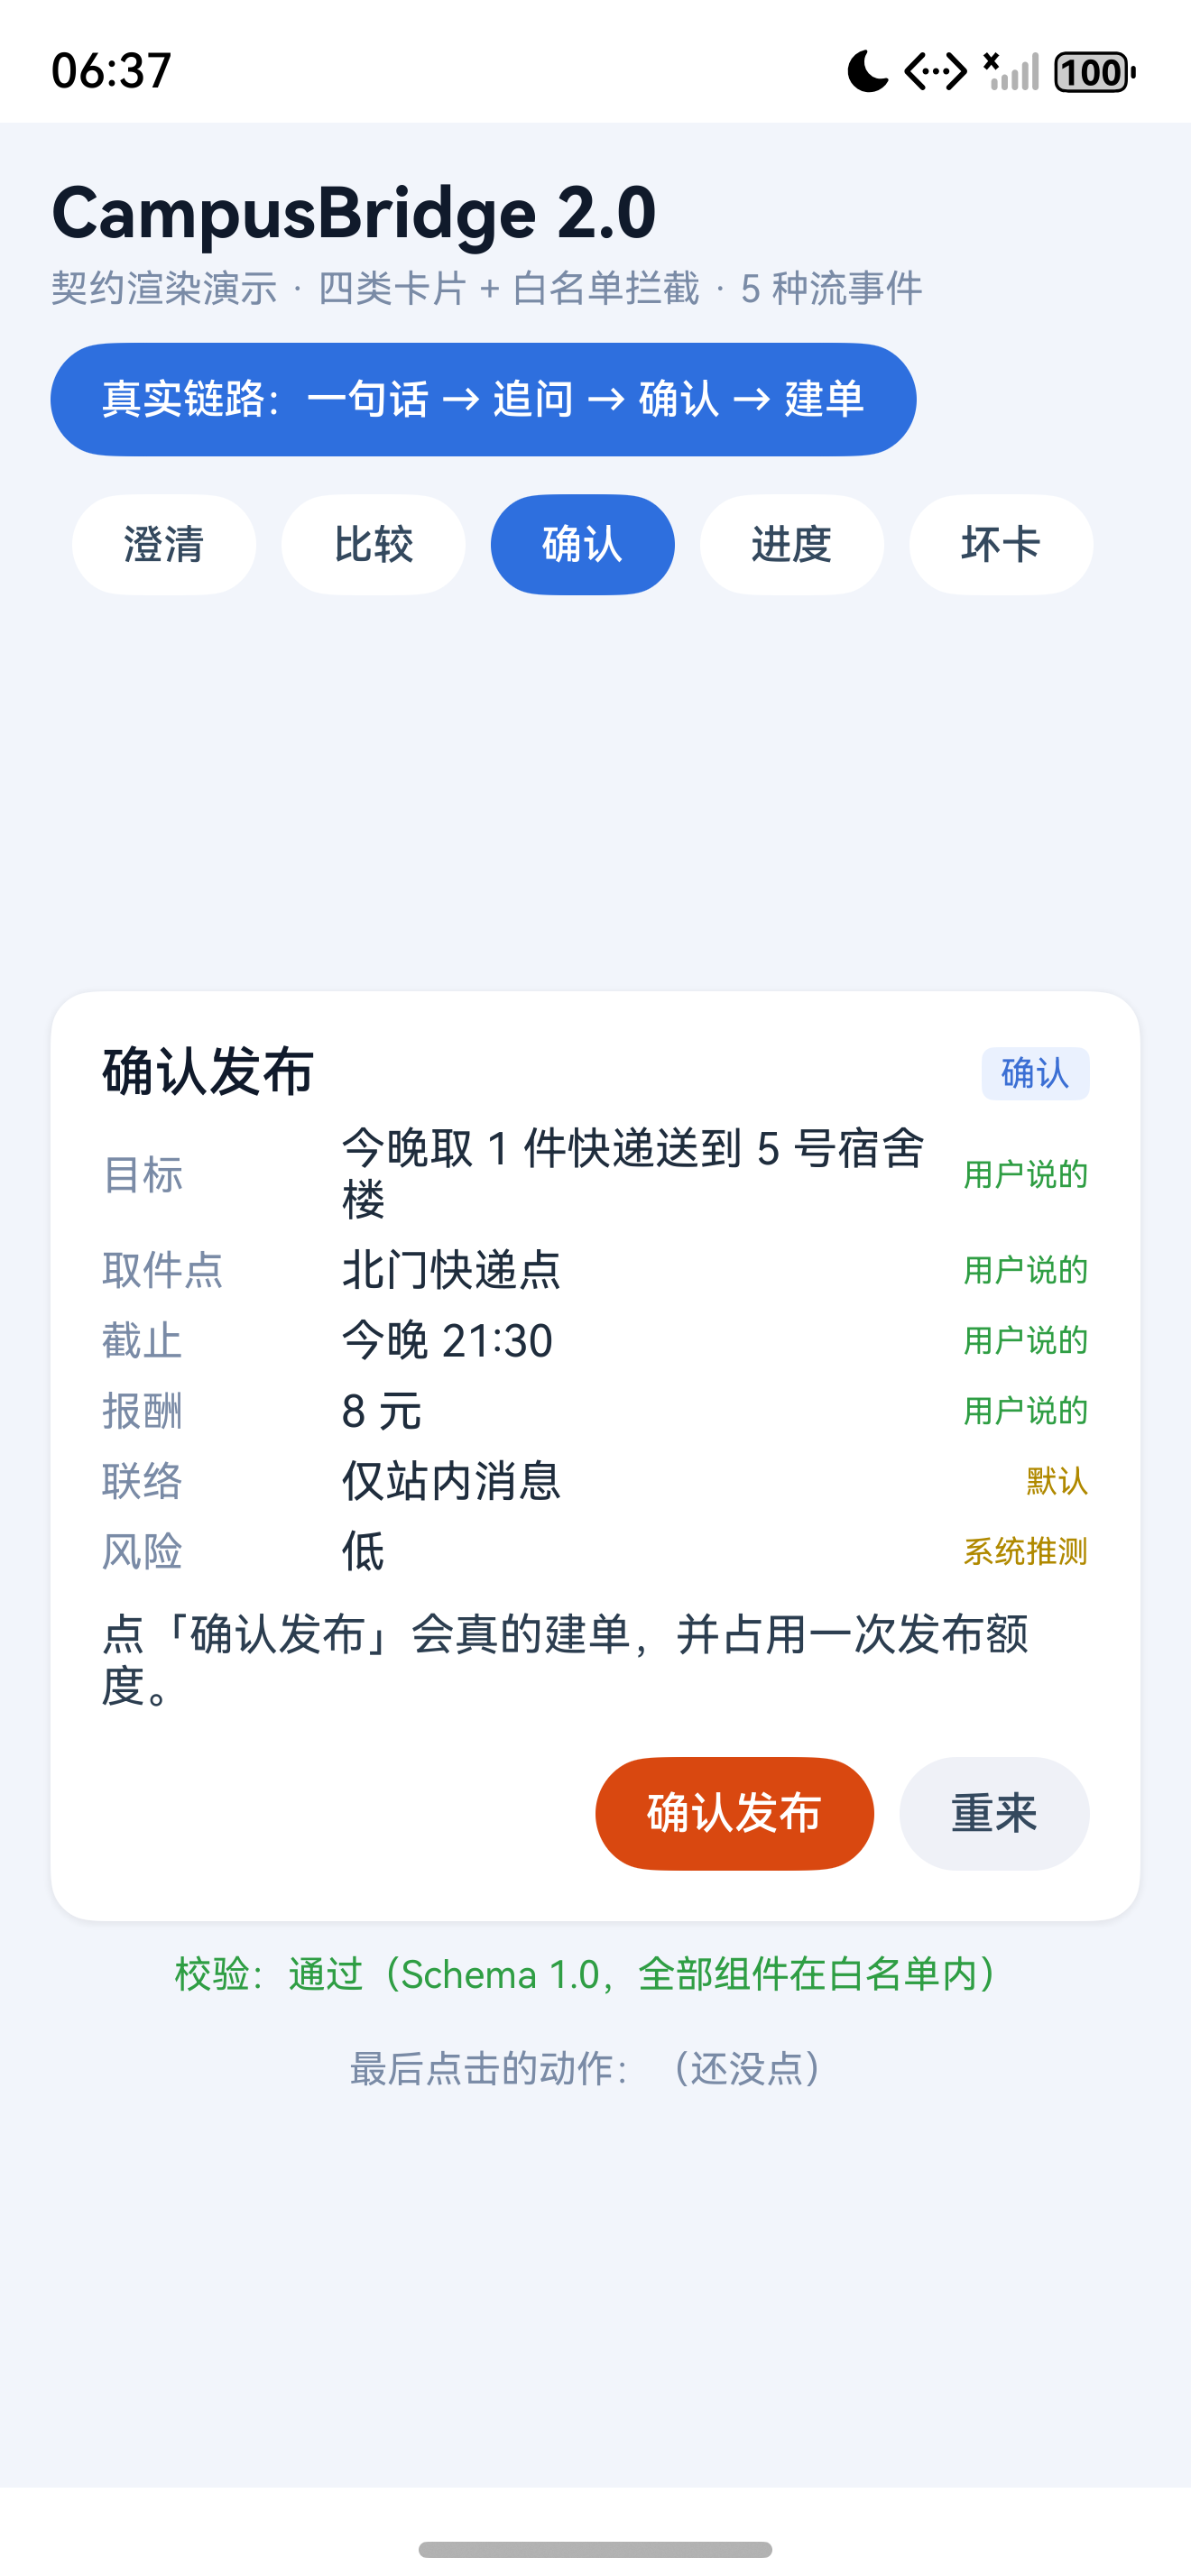 06:37
100
CampusBridge 2.0
契约渲染演示 · 四类卡片 + 白名单拦截 · 5 种流事件
真实链路：一句话 → 追问 → 确认 → 建单
澄清 比较 确认 进度 坏卡
确认发布 确认
目标 今晚取 1 件快递送到 5 号宿舍 用户说的
楼
取件点 北门快递点 用户说的
截止 今晚 21:30 用户说的
报酬 8 元 用户说的
联络 仅站内消息 默认
风险 低 系统推测
点「确认发布」会真的建单，并占用一次发布额
度。
确认发布 重来
校验：通过（Schema 1.0，全部组件在白名单内）
最后点击的动作：（还没点）